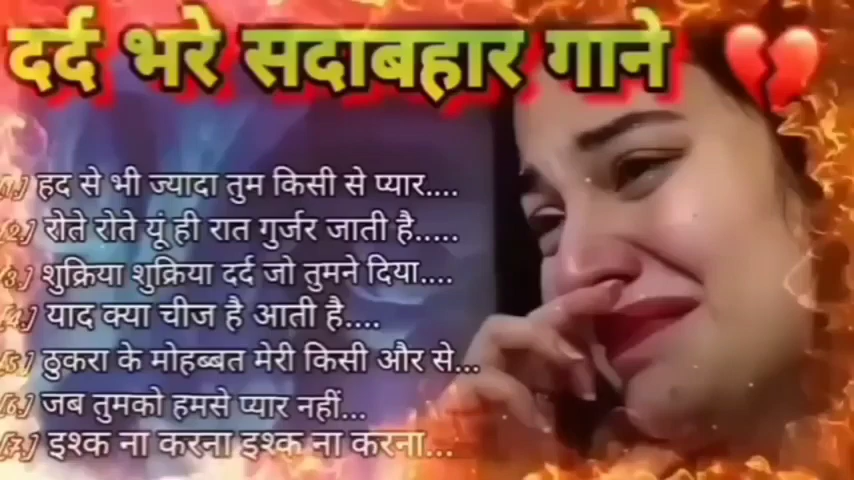 दर्द भरे सदाबहार गाने
1.) हद से भी ज्यादा तुम किसी से प्यार....
2.) रोते रोते यूं ही रात गुर्जर जाती है.....
3.) शुक्रिया शुक्रिया दर्द जो तुमने दिया....
4.) याद क्या चीज है आती है....
5.) ठुकरा के मोहब्बत मेरी किसी और से...
6.) जब तुमको हमसे प्यार नहीं...
7.) इश्क ना करना इश्क ना करना...